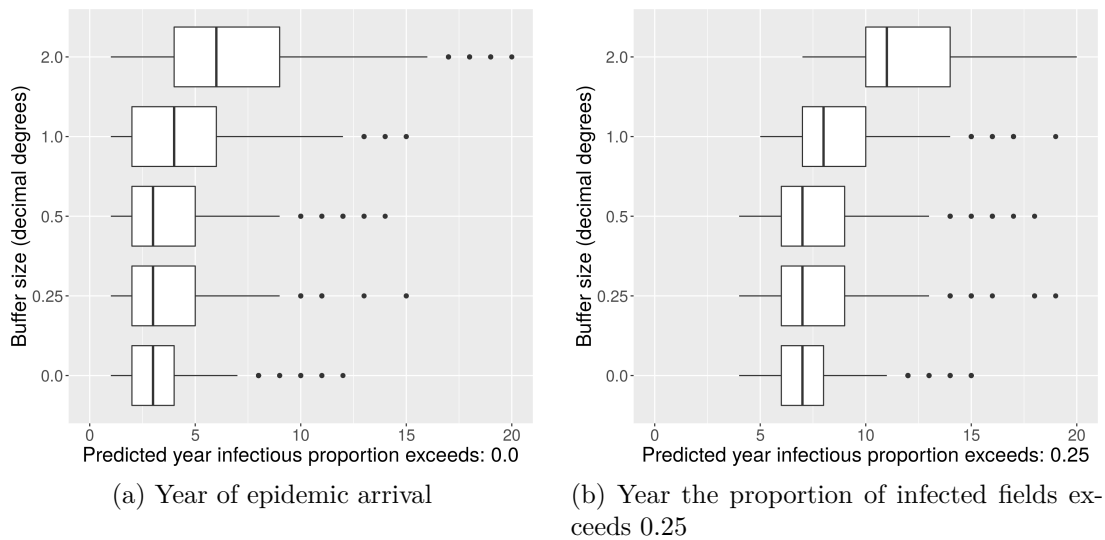 Buffer size (decimal degrees)
2.0
1.0
0.5
0.25
0.0
0 5 10 15 20
Predicted year infectious proportion exceeds: 0.0
(a) Year of epidemic arrival
Buffer size (decimal degrees)
2.0
1.0
0.5
0.25
0.0
0 5 10 15 20
Predicted year infectious proportion exceeds: 0.25
(b) Year the proportion of infected fields ex-
ceeds 0.25